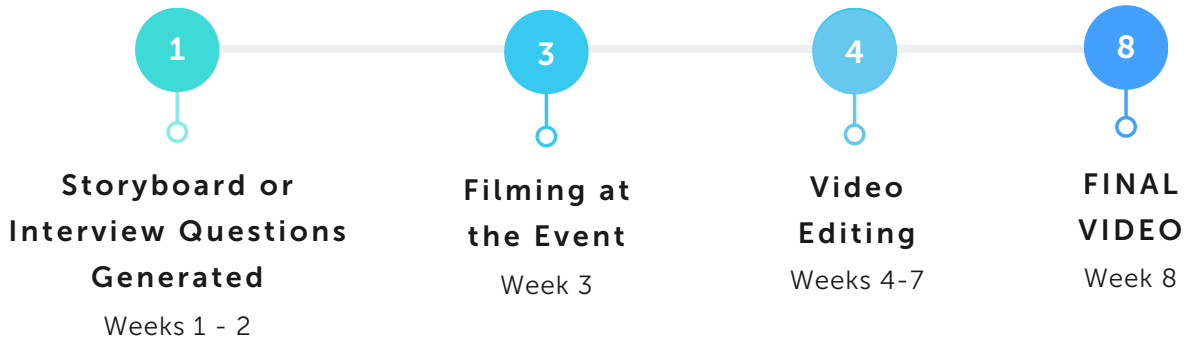 1
Storyboard or
Interview Questions
Generated
Weeks 1 - 2
3
Filming at
the Event
Week 3
4
Video
Editing
Weeks 4-7
8
FINAL
VIDEO
Week 8